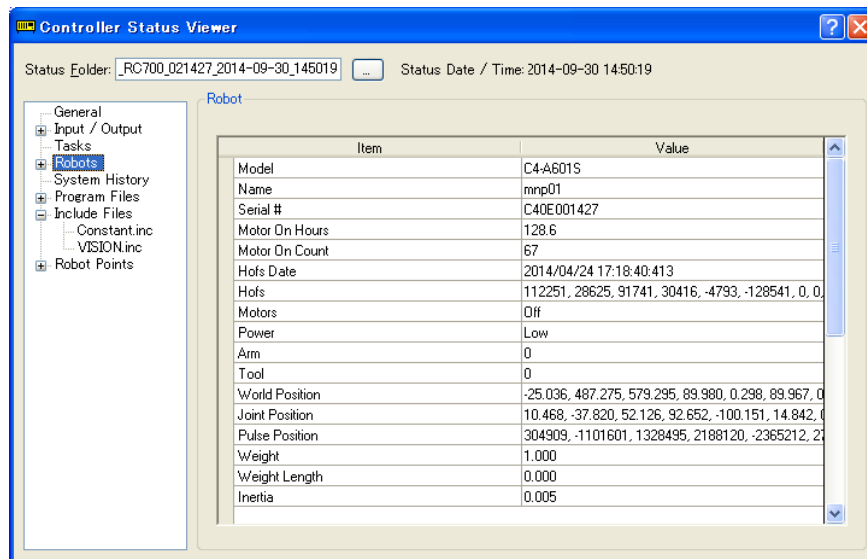 Controller Status Viewer
Status Folder: _RC700_021427_2014-09-30_145019 ... Status Date / Time: 2014-09-30 14:50:19
General
Input / Output
Tasks
Robots
System History
Program Files
Include Files
Constant.inc
VISION.inc
Robot Points
Robot
Item Value
Model C4-A601S
Name mnp01
Serial # C40E001427
Motor On Hours 128.6
Motor On Count 67
Hofs Date 2014/04/24 17:18:40:413
Hofs 112251, 28625, 91741, 30416, -4793, -128541, 0, 0,
Motors Off
Power Low
Arm 0
Tool 0
World Position -25.036, 487.275, 579.295, 89.980, 0.298, 89.967, 0
Joint Position 10.468, -37.820, 52.126, 92.652, -100.151, 14.842,
Pulse Position 304909, -1101601, 1328495, 2188120, -2365212,
Weight 1.000
Weight Length 0.000
Inertia 0.005